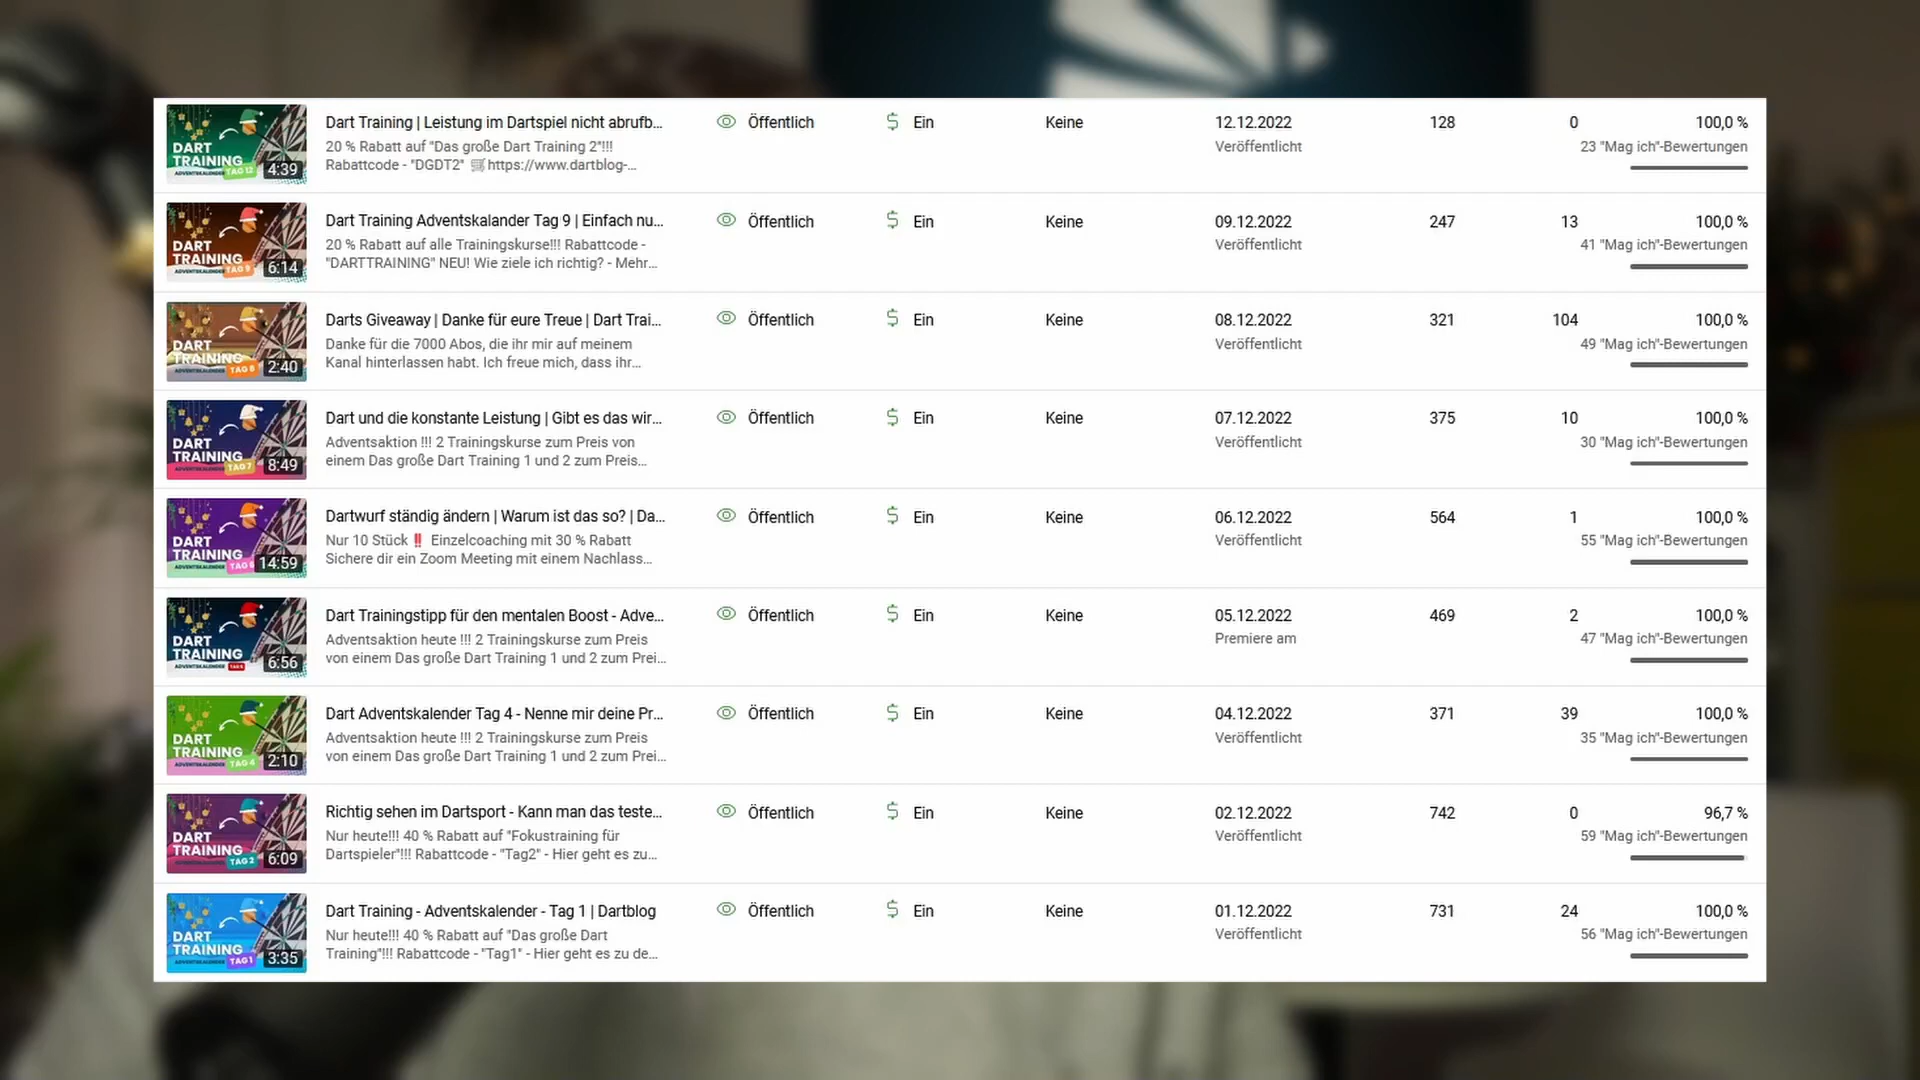 Dart Training | Leistung im Dartspiel nicht abrufb... Öffentlich Ein Keine 12.12.2022 128 0 100,0 %
20 % Rabatt auf "Das große Dart Training 2"!!! Veröffentlicht 23 "Mag ich"-Bewertungen
Rabattcode - "DGDT2" 🛒https://www.dartblog-...
DART
TRAINING
ADVENTSKALENDER TAG 12 4:39
Dart Training Adventskalander Tag 9 | Einfach nu... Öffentlich Ein Keine 09.12.2022 247 13 100,0 %
20 % Rabatt auf alle Trainingskurse!!! Rabattcode - Veröffentlicht 41 "Mag ich"-Bewertungen
"DARTTRAINING" NEU! Wie ziele ich richtig? - Mehr...
DART
TRAINING
ADVENTSKALENDER TAG 9 6:14
Darts Giveaway | Danke für eure Treue | Dart Trai... Öffentlich Ein Keine 08.12.2022 321 104 100,0 %
Danke für die 7000 Abos, die ihr mir auf meinem Veröffentlicht 49 "Mag ich"-Bewertungen
Kanal hinterlassen habt. Ich freue mich, dass ihr...
DART
TRAINING
ADVENTSKALENDER TAG 8 2:40
Dart und die konstante Leistung | Gibt es das wir... Öffentlich Ein Keine 07.12.2022 375 10 100,0 %
Adventsaktion !!! 2 Trainingskurse zum Preis von Veröffentlicht 30 "Mag ich"-Bewertungen
einem Das große Dart Training 1 und 2 zum Preis...
DART
TRAINING
ADVENTSKALENDER TAG 7 8:49
Dartwurf ständig ändern | Warum ist das so? | Da... Öffentlich Ein Keine 06.12.2022 564 1 100,0 %
Nur 10 Stück‼️ Einzelcoaching mit 30 % Rabatt Veröffentlicht 55 "Mag ich"-Bewertungen
Sichere dir ein Zoom Meeting mit einem Nachlass...
DART
TRAINING
ADVENTSKALENDER TAG 14:59
Dart Trainingstipp für den mentalen Boost - Adve... Öffentlich Ein Keine 05.12.2022 469 2 100,0 %
Adventsaktion heute !!! 2 Trainingskurse zum Preis Premiere am 47 "Mag ich"-Bewertungen
von einem Das große Dart Training 1 und 2 zum Prei...
DART
TRAINING
ADVENTSKALENDER 6:56
Dart Adventskalender Tag 4 - Nenne mir deine Pr... Öffentlich Ein Keine 04.12.2022 371 39 100,0 %
Adventsaktion heute !!! 2 Trainingskurse zum Preis Veröffentlicht 35 "Mag ich"-Bewertungen
von einem Das große Dart Training 1 und 2 zum Prei...
DART
TRAINING
ADVENTSKALENDER TAG 4 2:10
Richtig sehen im Dartsport - Kann man das teste... Öffentlich Ein Keine 02.12.2022 742 0 96,7 %
Nur heute!!! 40 % Rabatt auf "Fokustraining für Veröffentlicht 59 "Mag ich"-Bewertungen
Dartspieler"!!! Rabattcode - "Tag2" - Hier geht es zu...
DART
TRAINING
ADVENTSKALENDER TAG 2 6:09
Dart Training - Adventskalender - Tag 1 | Dartblog Öffentlich Ein Keine 01.12.2022 731 24 100,0 %
Nur heute!!! 40 % Rabatt auf "Das große Dart Veröffentlicht 56 "Mag ich"-Bewertungen
Training"!!! Rabattcode - "Tag1" - Hier geht es zu de...
DART
TRAINING
ADVENTSKALENDER TAG 1 3:35